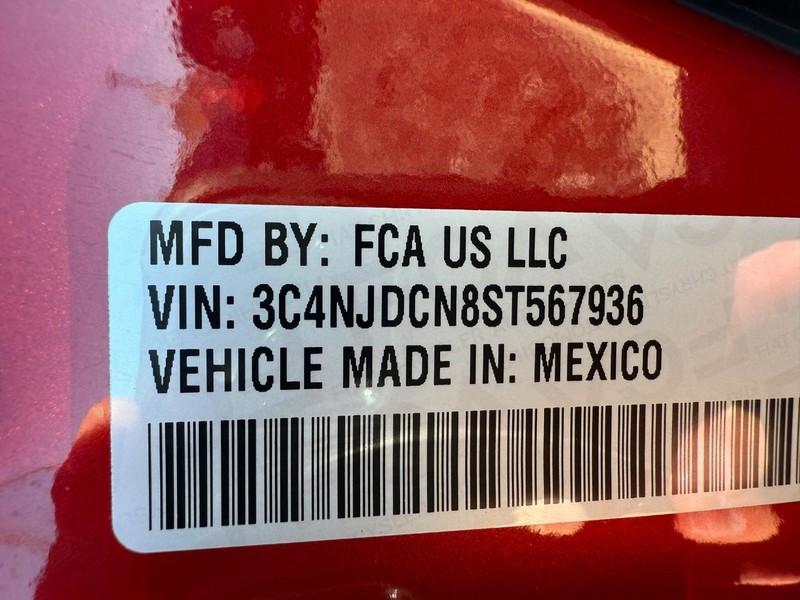 MFD BY: FCA US LLC
VIN: 3C4NJDCN8ST567936
VEHICLE MADE IN: MEXICO